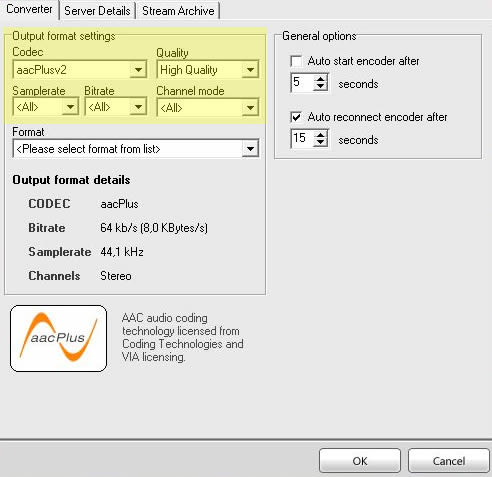 Converter Server Details Stream Archive
Output format settings
Codec Quality
aacPlusv2 High Quality
Samplerate Bitrate Channel mode
<All> <All> <All>
Format
<Please select format from list>
Output format details
CODEC aacPlus
Bitrate 64 kb/s (8,0 KBytes/s)
Samplerate 44,1 kHz
Channels Stereo
aacPlus
AAC audio coding
technology licensed from
Coding Technologies and
VIA licensing.
General options
Auto start encoder after
5 seconds
Auto reconnect encoder after
15 seconds
OK Cancel